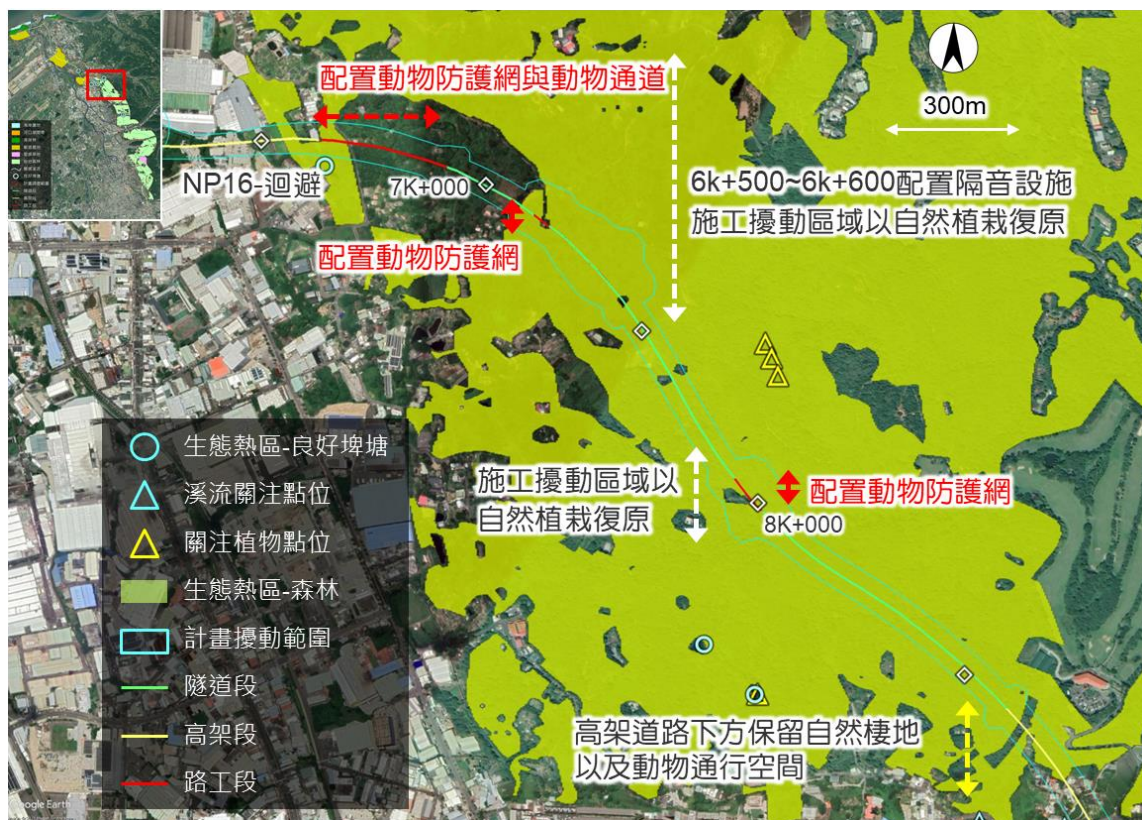 配置動物防護網與動物通道
300m
NP16-迴避
7K+000
6k+500~6k+600配置隔音設施
施工擾動區域以自然植栽復原
配置動物防護網
生態熱區-良好埤塘
溪流關注點位
關注植物點位
生態熱區-森林
計畫擾動範圍
隧道段
高架段
路工段
施工擾動區域以
自然植栽復原
配置動物防護網
8K+000
高架道路下方保留自然棲地
以及動物通行空間
Google Earth